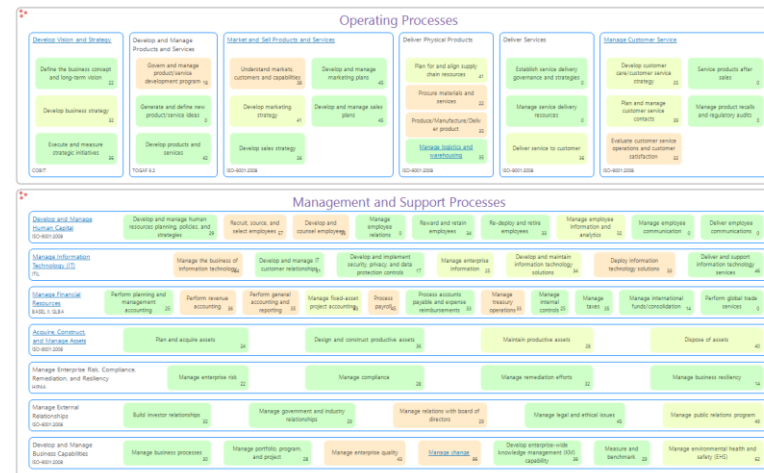 Operating Processes
Develop Vision and Strategy
Define the business concept
and long-term vision
Develop business strategy
Execute and measure
strategic initiatives
COBIT
Develop and Manage
Products and Services
Govern and manage
product/service
development program
Generate and define new
product/service ideas
Develop products and
services
TOGAF 9.2
Market and Sell Products and Services
Understand markets,
customers and capabilities
Develop and manage
marketing plans
Develop marketing
strategy
Develop and manage sales
plans
Develop sales strategy
ISO-9001:2008
Deliver Physical Products
Plan for and align supply
chain resources
Procure materials and
services
Produce/Manufacture/Deliv
er product
Manage logistics and
warehousing
ISO-9001:2008
Deliver Services
Establish service delivery
governance and strategies
Manage service delivery
resources
Deliver service to customer
ISO-9001:2008
Manage Customer Service
Develop customer
care/customer service
strategy
Service products after
sales
Plan and manage
customer service
contacts
Manage product recalls
and regulatory audits
Evaluate customer service
operations and customer
satisfaction
ISO-9001:2008
Management and Support Processes
Develop and Manage
Human Capital
ISO-9001:2008
Develop and manage human
resources planning, policies, and
strategies
Recruit, source, and
select employees
Develop and
counsel employees
Manage
employee
relations
Reward and retain
employees
Re-deploy and retire
employees
Manage employee
information and
analytics
Manage employee
communication
Deliver employee
communications
Manage Information
Technology (IT)
ITIL
Manage the business of
information technology
Develop and manage IT
customer relationships
Develop and implement
security, privacy, and data
protection controls
Manage enterprise
information
Develop and maintain
information technology
solutions
Deploy information
technology solutions
Deliver and support
information technology
services
Manage Financial
Resources
Perform planning and
management
accounting
Perform revenue
accounting
Perform general
accounting and
reporting
Manage fixed-asset
project accounting
Process
payroll
Process accounts
payable and expense
reimbursements
Manage
treasury
operations
Manage
internal
controls
Manage
taxes
Manage international
funds/consolidation
Perform global trade
services
Acquire, Construct,
and Manage Assets
ISO-9001:2008
Plan and acquire assets
Design and construct productive assets
Maintain productive assets
Dispose of assets
Manage Enterprise Risk, Compliance,
Remediation, and Resiliency
HIPAA
Manage enterprise risk
Manage compliance
Manage remediation efforts
Manage business resiliency
Manage External
Relationships
ISO-9001:2008
Build investor relationships
Manage government and industry
relationships
Manage relations with board of
directors
Manage legal and ethical issues
Manage public relations program
Develop and Manage
Business Capabilities
ISO-9001:2008
Manage business processes
Manage portfolio, program,
and project
Manage enterprise quality
Manage change
Develop enterprise-wide
knowledge management (KM)
capability
Measure and
benchmark
Manage environmental health and
safety (EHS)